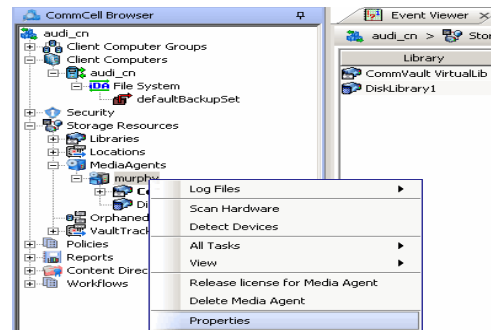 CommCell Browser
audi_cn
Client Computer Groups
Client Computers
audi_cn
iDA File System
defaultBackupSet
Security
Storage Resources
Libraries
Locations
MediaAgents
murphy
Orphaned
VaultTrack
Policies
Reports
Content Direc
Workflows
Log Files
Scan Hardware
Detect Devices
All Tasks
View
Release license for Media Agent
Delete Media Agent
Properties
Event Viewer
audi_cn > Stor
Library
CommVault VirtualLib
DiskLibrary1